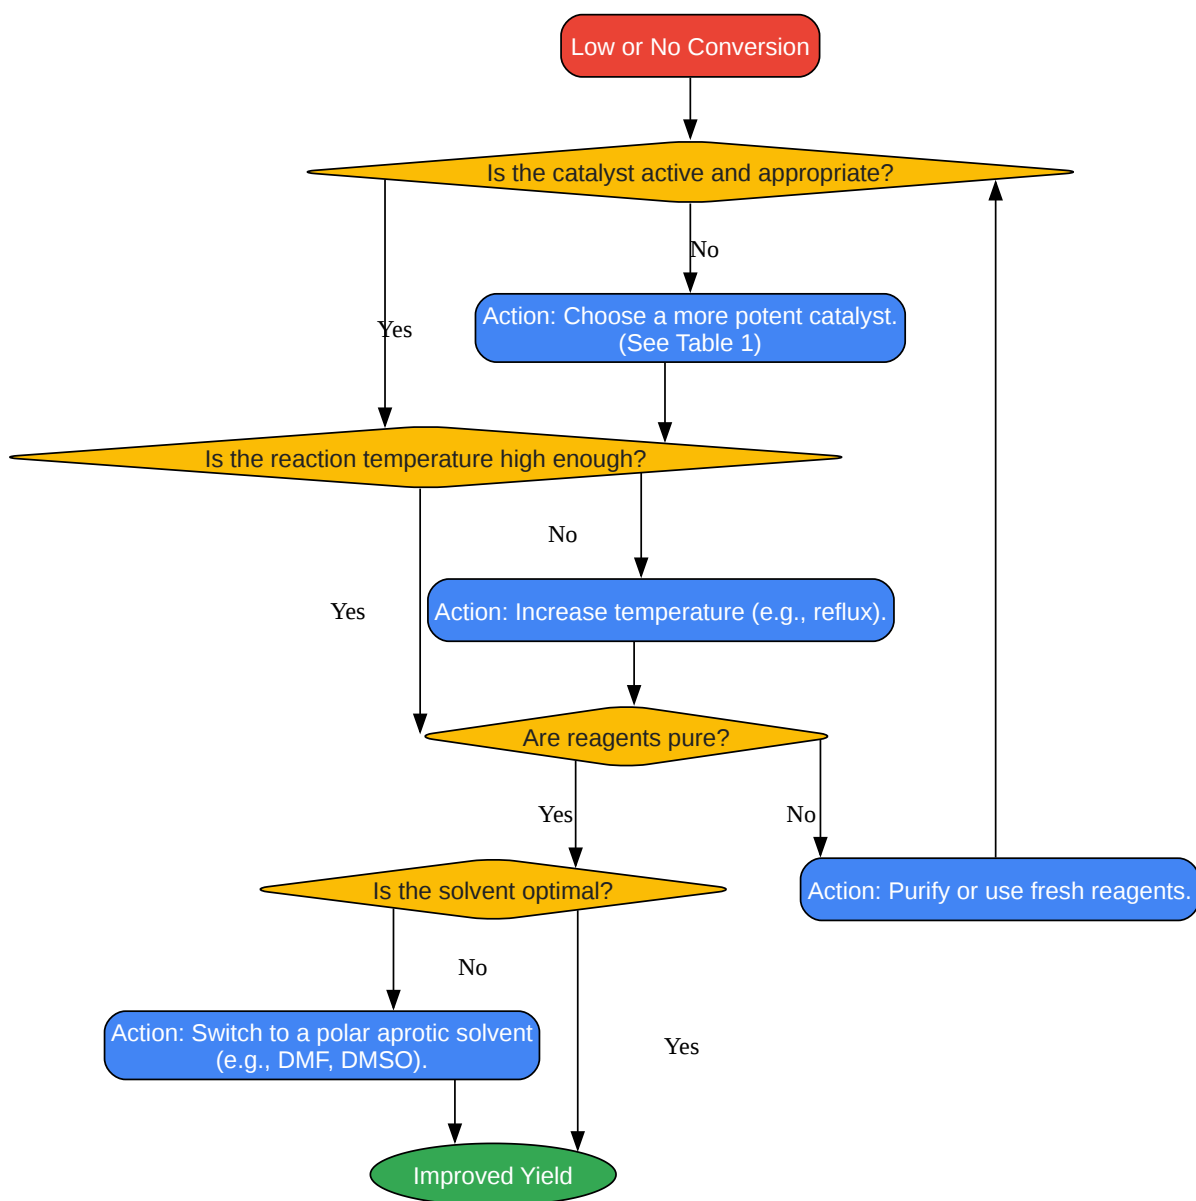 Low or No Conversion
Is the catalyst active and appropriate?
No
Action: Choose a more potent catalyst.
(See Table 1)
Yes
Is the reaction temperature high enough?
No
Yes
Action: Increase temperature (e.g., reflux).
Are reagents pure?
Yes
No
Is the solvent optimal?
Action: Purify or use fresh reagents.
No
Action: Switch to a polar aprotic solvent
(e.g., DMF, DMSO).
Yes
Improved Yield